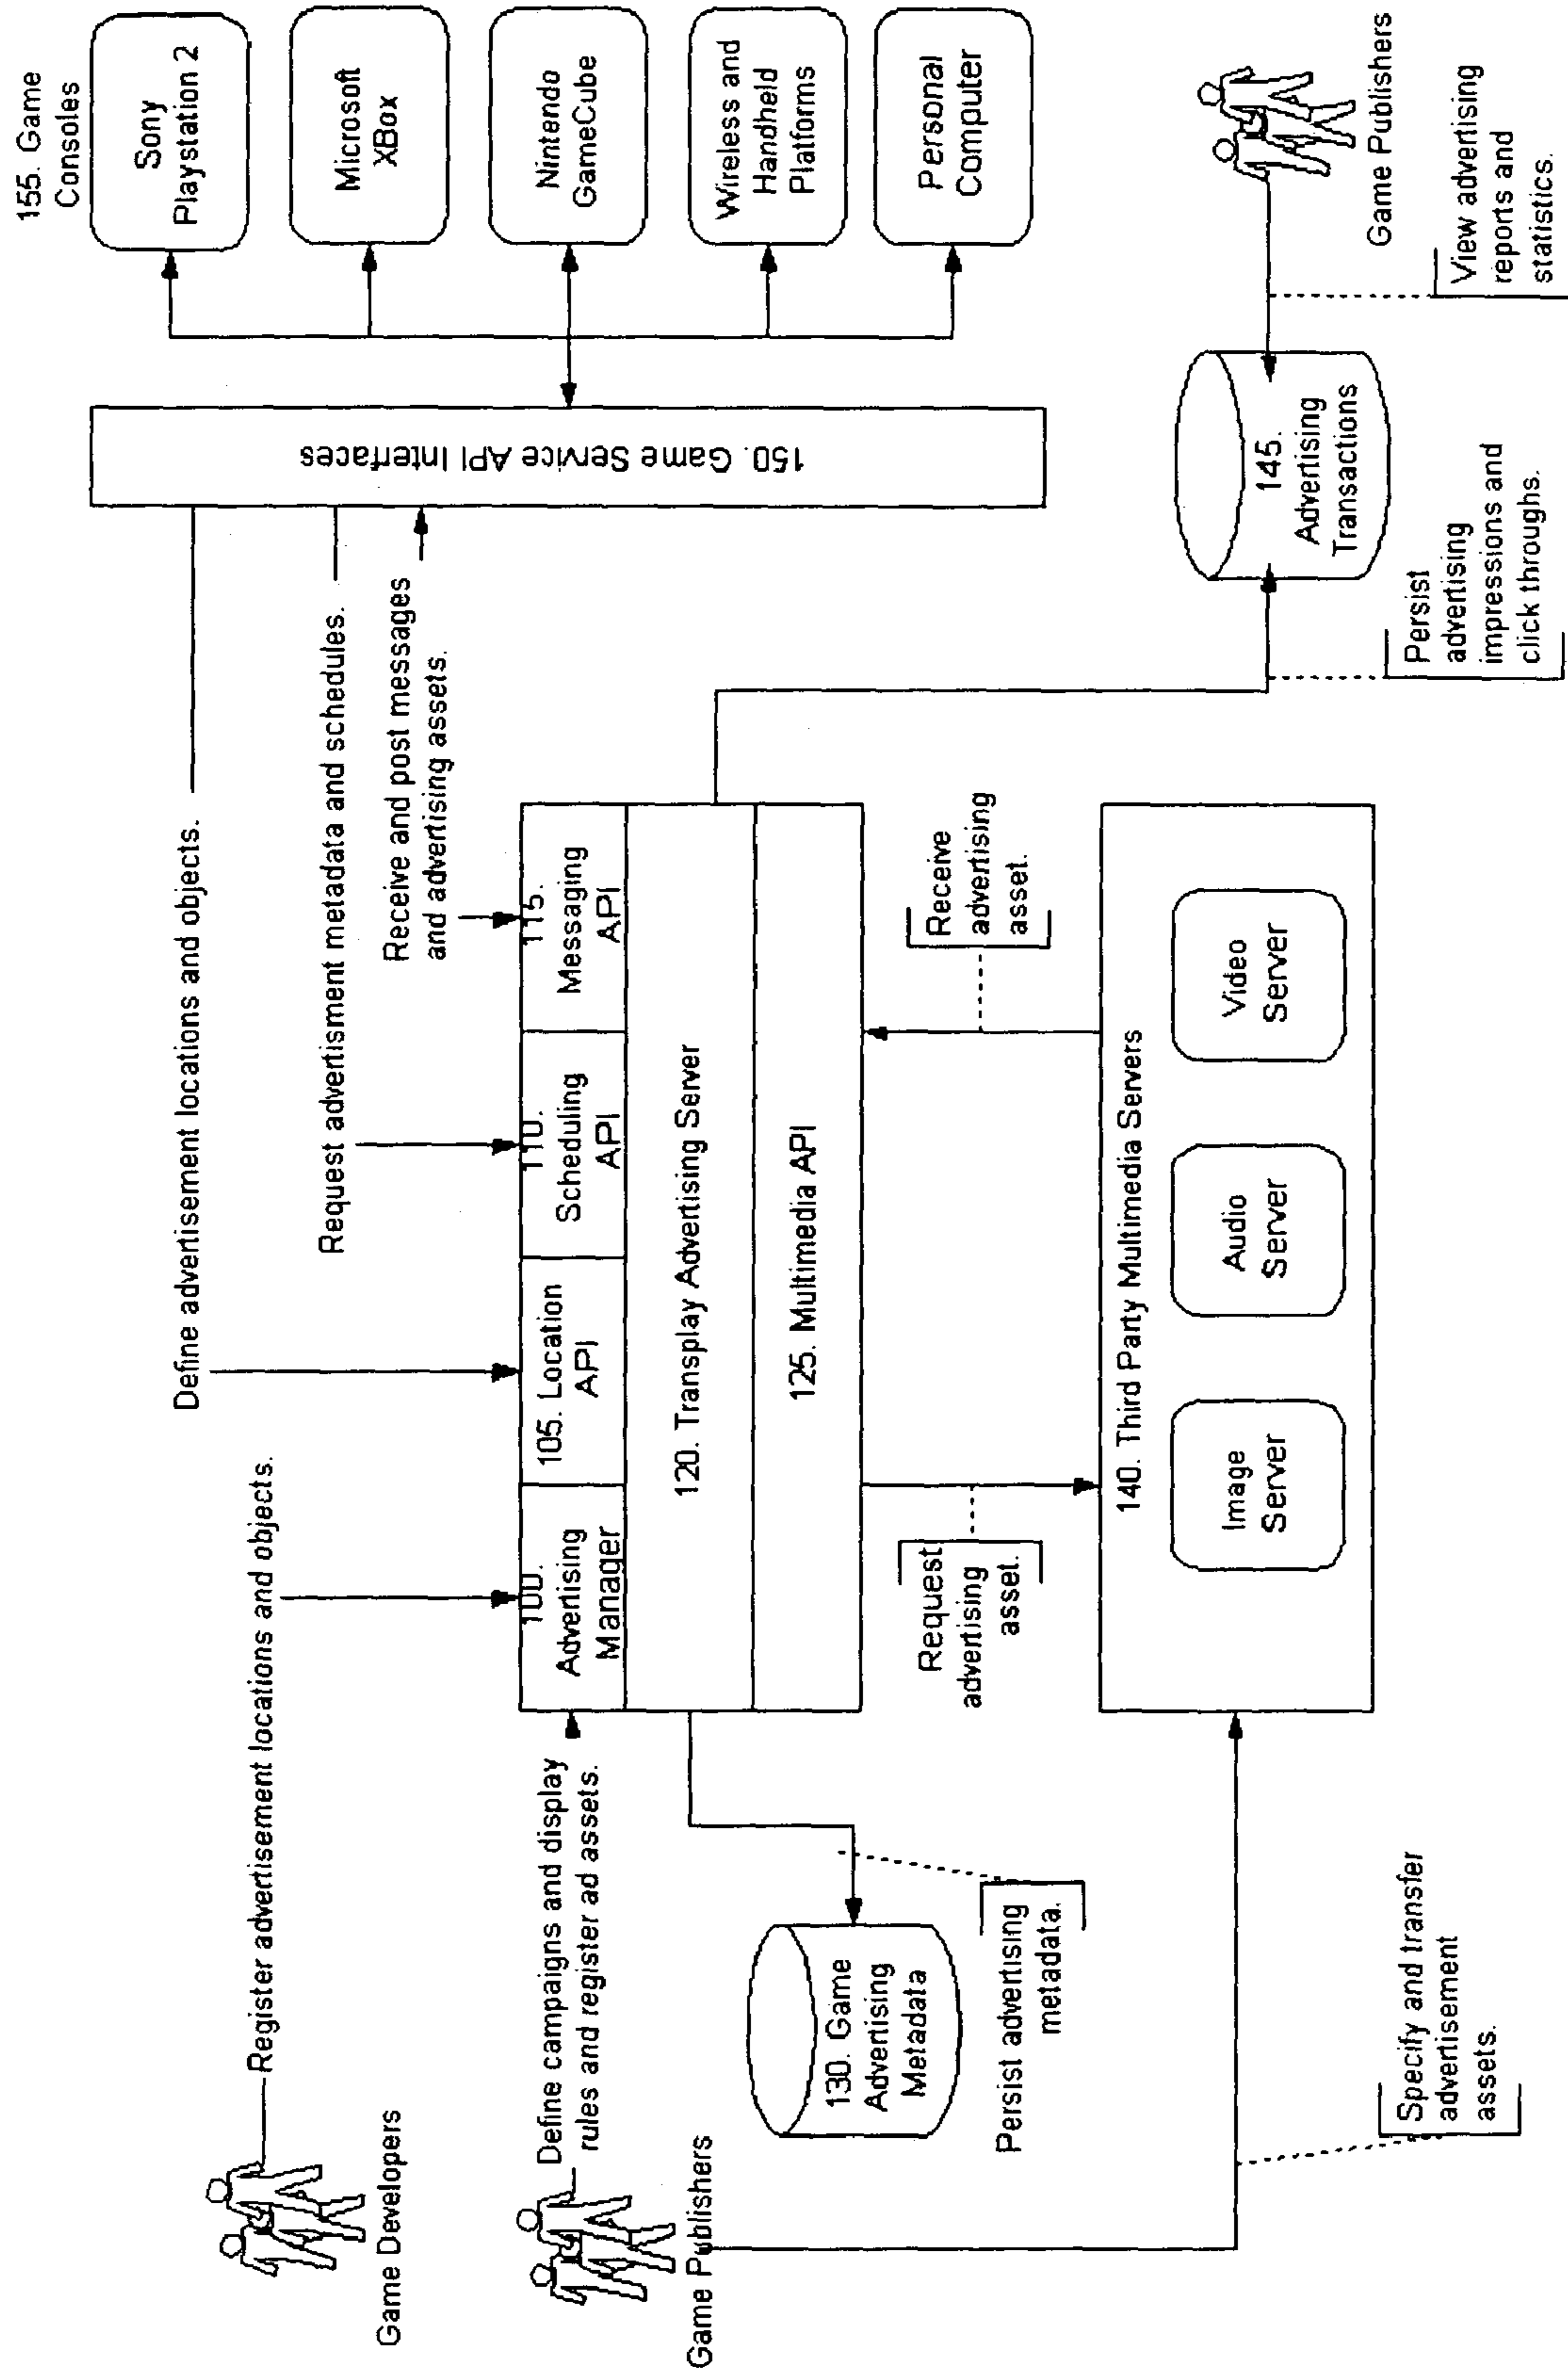 Game Developers
Register advertisement locations and objects.
Game Publishers
Define campaigns and display
rules and register ad assets.
Define advertisement locations and objects.
Request advertisment metadata and schedules.
Receive and post messages
and advertising assets.
155. Game
Consoles
Sony
Playstation 2
Microsoft
XBox
Nintendo
GameCube
Wireless and
Handheld
Platforms
Personal
Computer
150. Game Service API Interfaces
100.
Advertising
Manager
105. Location
API
110.
Scheduling
API
115.
Messaging
API
120. Transplay Advertising Server
125. Multimedia API
130. Game
Advertising
Metadata
Persist advertising
metadata.
Request
advertising
asset.
Receive
advertising
asset.
140. Third Party Multimedia Servers
Image
Server
Audio
Server
Video
Server
Specify and transfer
advertisement
assets.
145.
Advertising
Transactions
Persist
advertising
impressions and
click throughs.
Game Publishers
View advertising
reports and
statistics.